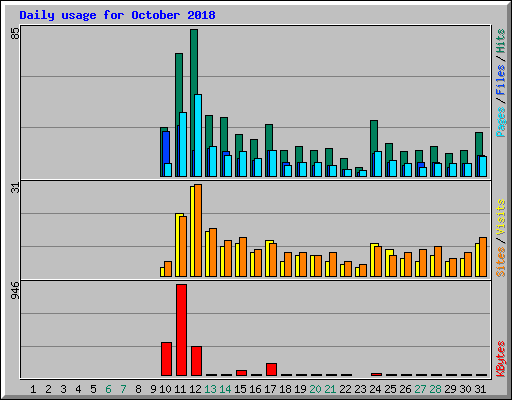 Daily usage for October 2018
85
31
946
Pages / Files / Hits
Sites / Visits
KBytes
1 2 3 4 5 6 7 8 9 10 11 12 13 14 15 16 17 18 19 20 21 22 23 24 25 26 27 28 29 30 31